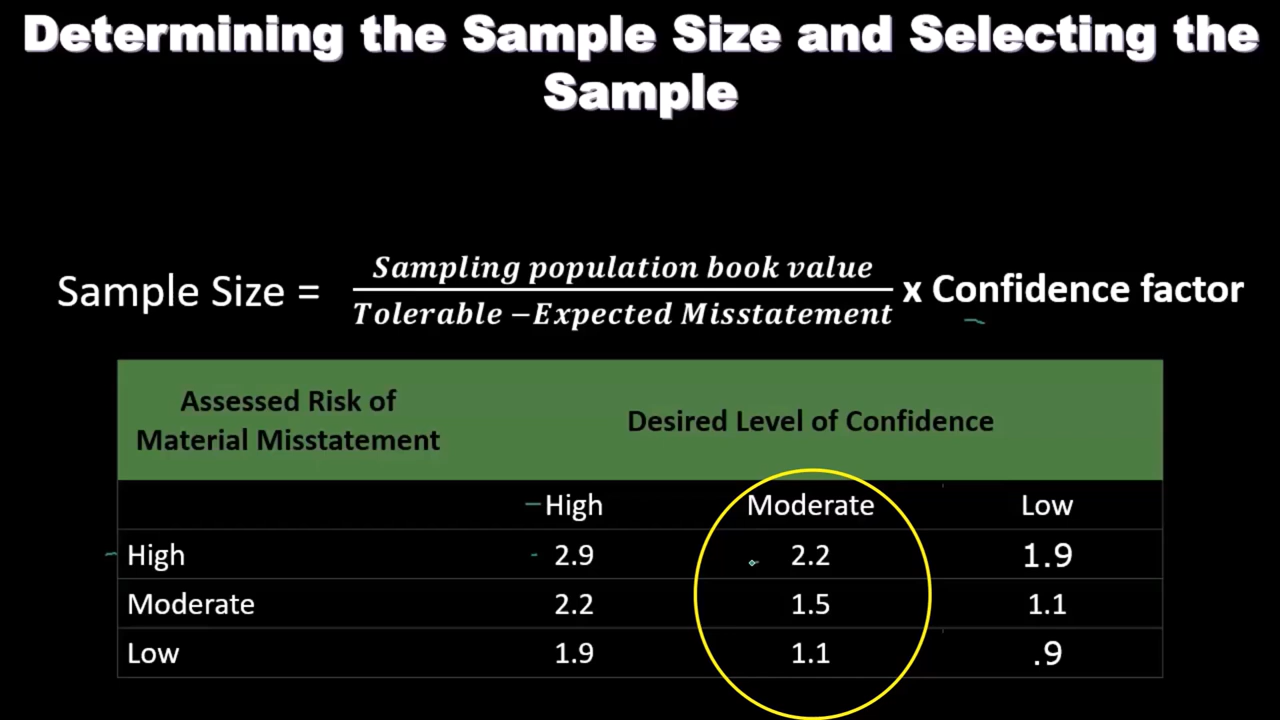 Determining the Sample Size and Selecting the
Sample
Sample Size = Sampling population book value / Tolerable −Expected Misstatement x Confidence factor
Assessed Risk of
Material Misstatement
Desired Level of Confidence
High Moderate Low
High 2.9 2.2 1.9
Moderate 2.2 1.5 1.1
Low 1.9 1.1 .9